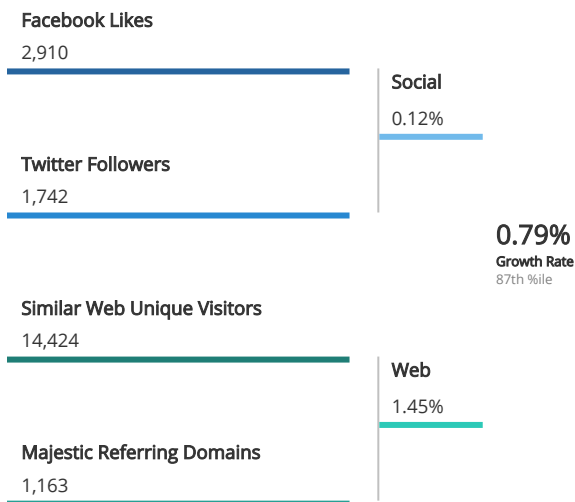 Facebook Likes
2,910
Social
0.12%
Twitter Followers
1,742
0.79%
Growth Rate
87th %ile
Similar Web Unique Visitors
14,424
Web
1.45%
Majestic Referring Domains
1,163